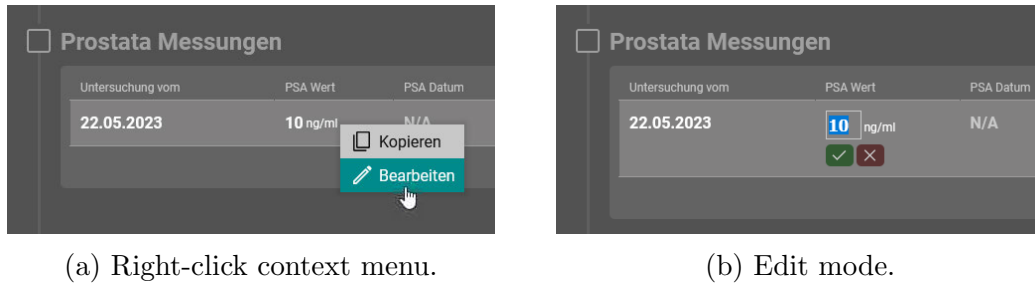 Prostata Messungen
Untersuchung vom PSA Wert PSA Datum
22.05.2023 10 ng/ml N/A
Kopieren
Bearbeiten
(a) Right-click context menu.
Prostata Messungen
Untersuchung vom PSA Wert PSA Datum
22.05.2023 10 ng/ml N/A
(b) Edit mode.